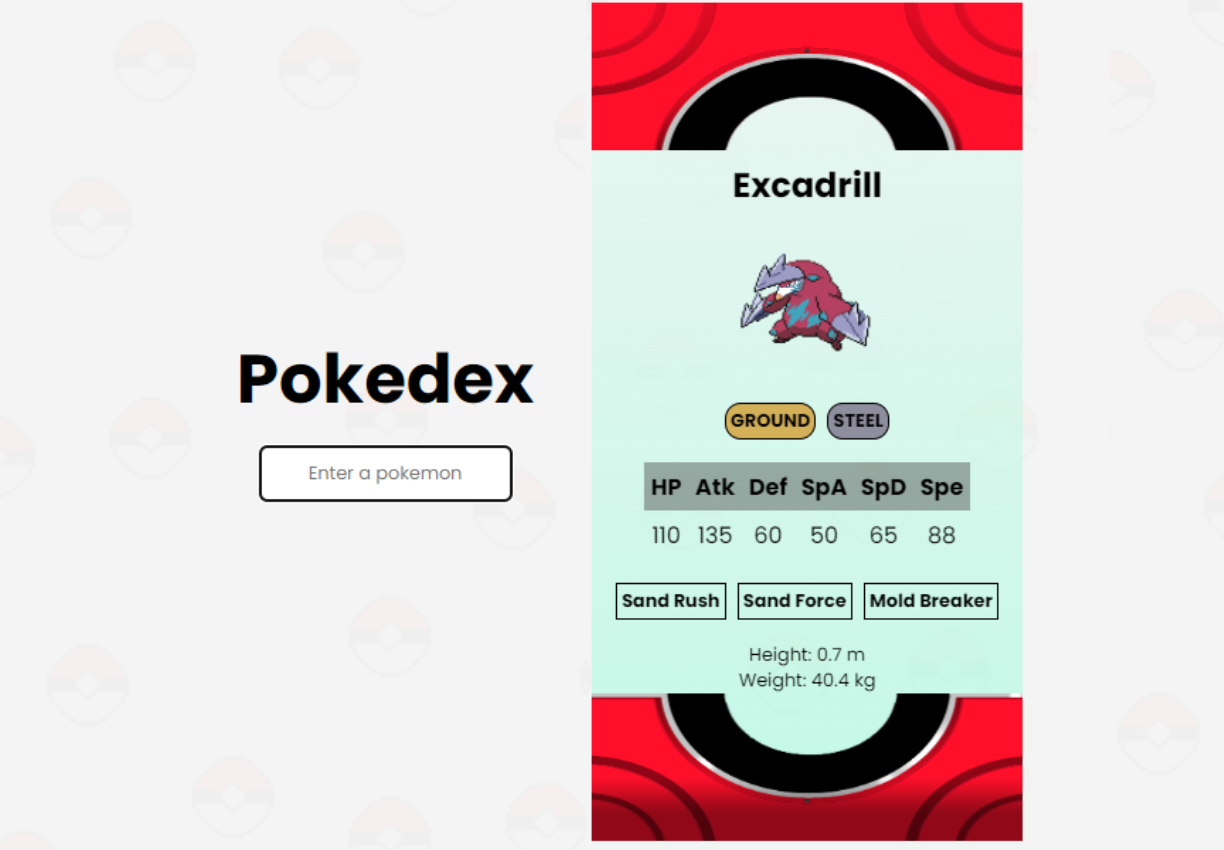 Pokedex
Enter a pokemon
Excadrill
GROUND STEEL
HP Atk Def SpA SpD Spe
110 135 60 50 65 88
Sand Rush Sand Force Mold Breaker
Height: 0.7 m
Weight: 40.4 kg